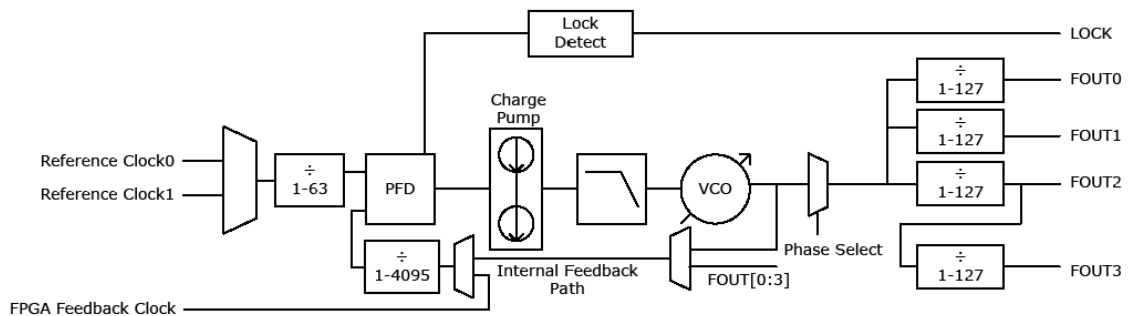 Lock
Detect
LOCK
÷
1-127
FOUT0
Charge
Pump
÷
1-127
FOUT1
Reference Clock0
Reference Clock1
÷
1-63
PFD
VCO
÷
1-127
FOUT2
Phase Select
÷
1-4095
Internal Feedback
Path
FOUT[0:3]
÷
1-127
FOUT3
FPGA Feedback Clock